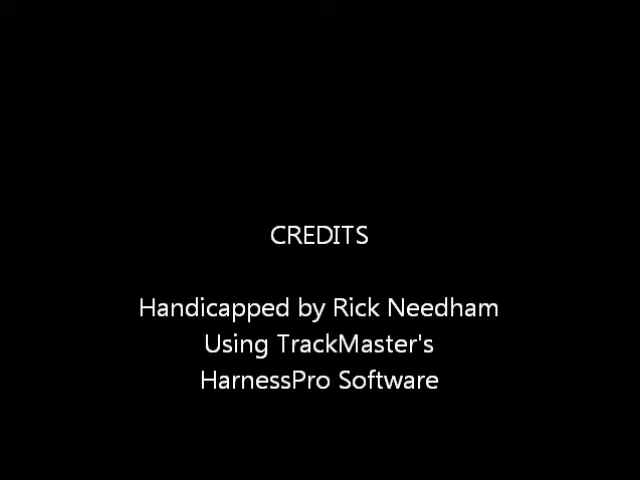 CREDITS
Handicapped by Rick Needham
Using TrackMaster's
HarnessPro Software